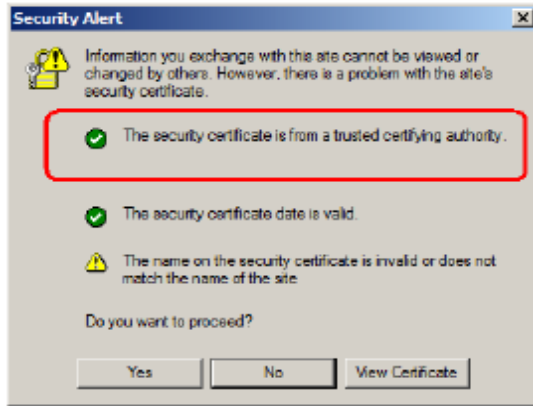 Security Alert
Information you exchange with this site cannot be viewed or
changed by others. However, there is a problem with the site's
security certificate.
The security certificate is from a trusted certifying authority.
The security certificate date is valid.
The name on the security certificate is invalid or does not
match the name of the site
Do you want to proceed?
Yes
No
View Certificate